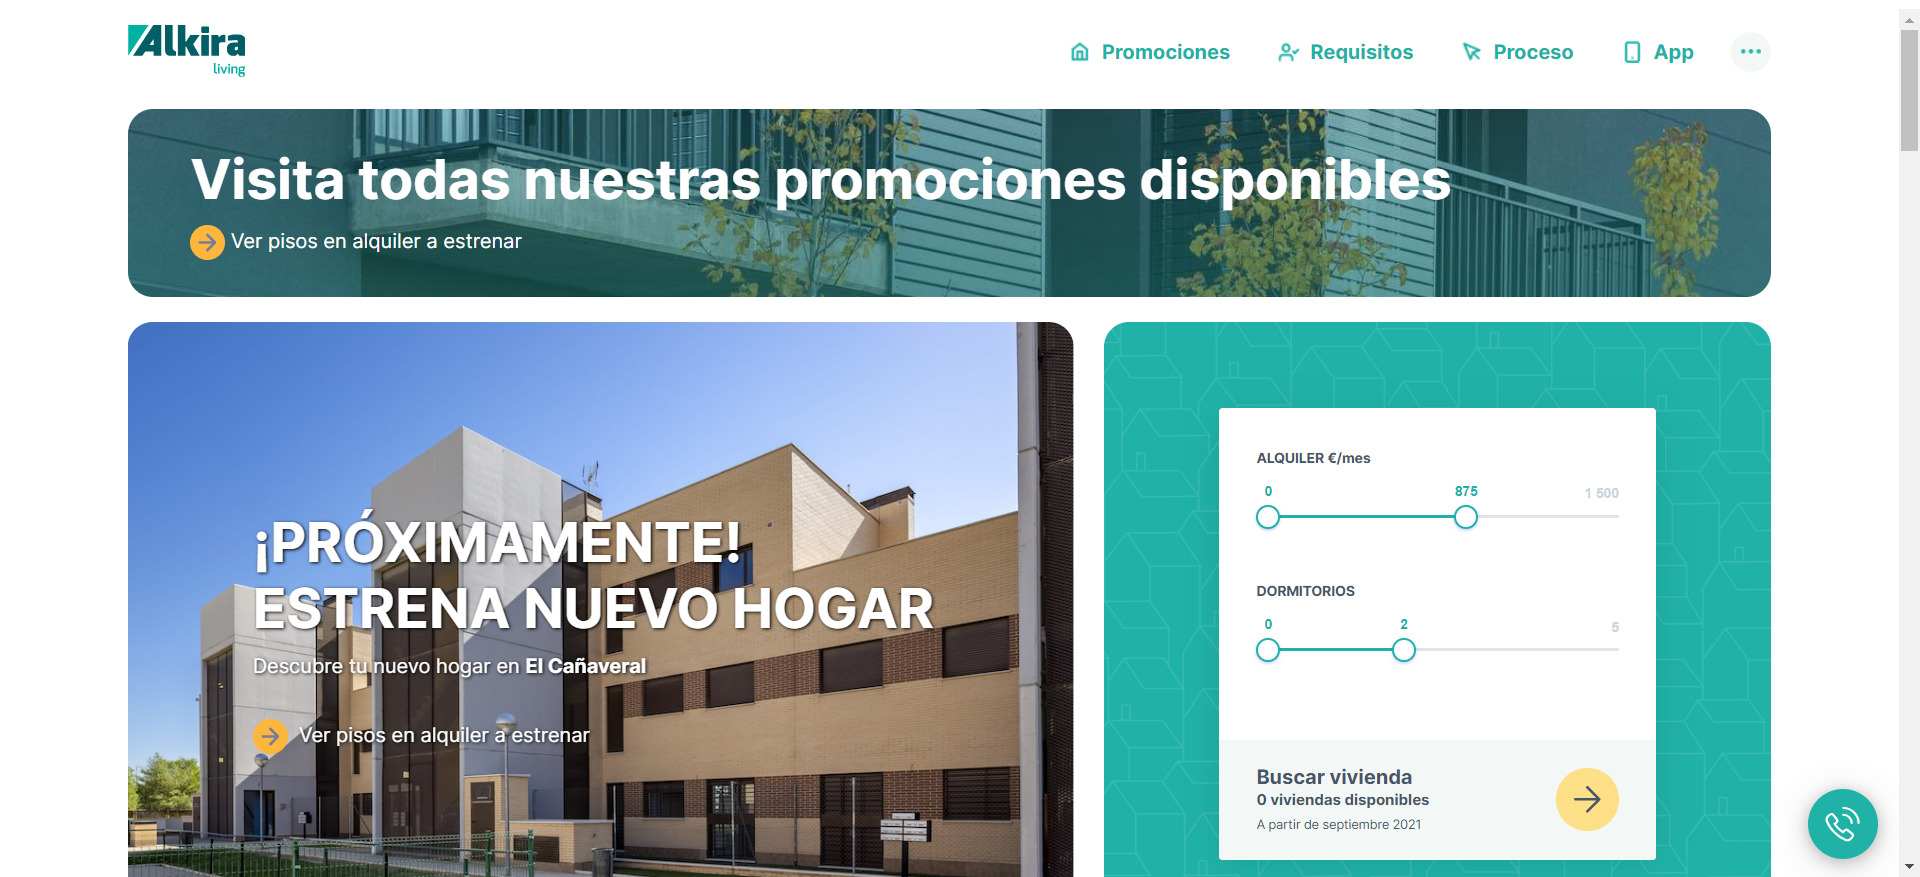 Alkira
living
Promociones
Requisitos
Proceso
App
Visita todas nuestras promociones disponibles
Ver pisos en alquiler a estrenar
¡PRÓXIMAMENTE!
ESTRENA NUEVO HOGAR
Descubre tu nuevo hogar en El Cañaveral
Ver pisos en alquiler a estrenar
ALQUILER €/mes
0 875 1 500
DORMITORIOS
0 2 5
Buscar vivienda
0 viviendas disponibles
A partir de septiembre 2021